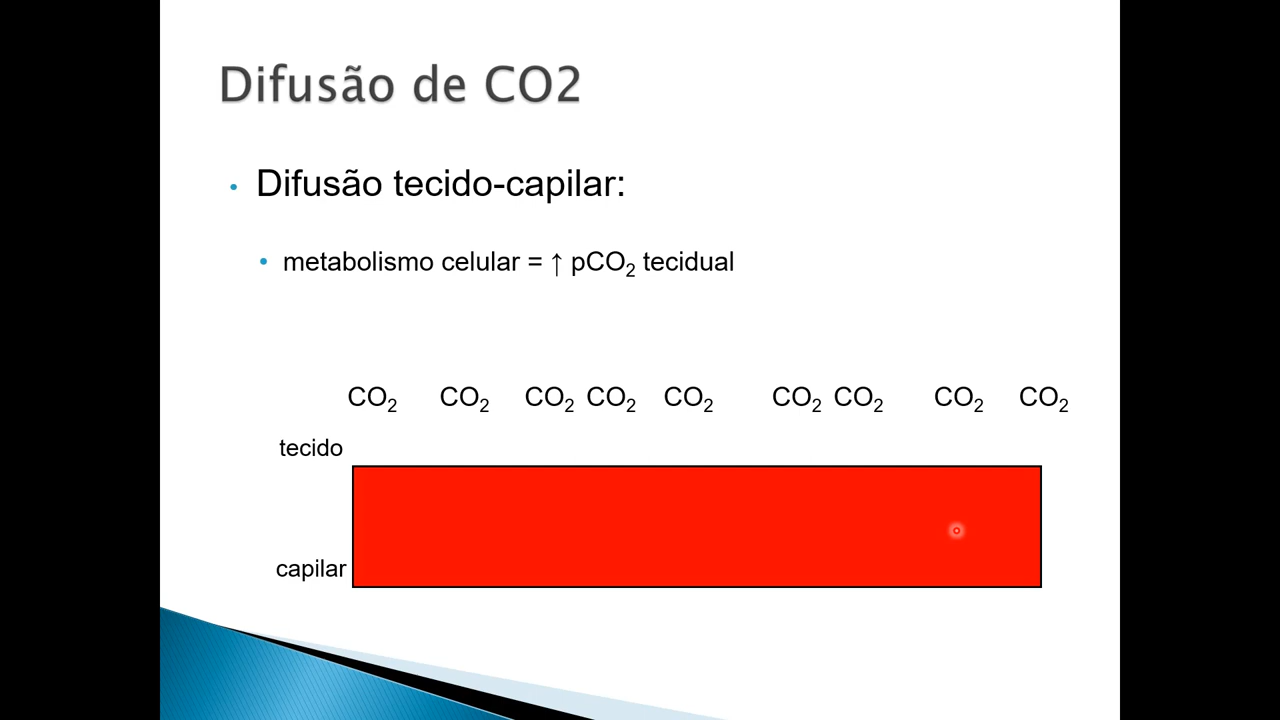 Difusão de CO2
• Difusão tecido-capilar:
• metabolismo celular = ↑ pCO₂ tecidual
CO₂ CO₂ CO₂ CO₂ CO₂ CO₂ CO₂ CO₂ CO₂
tecido
capilar